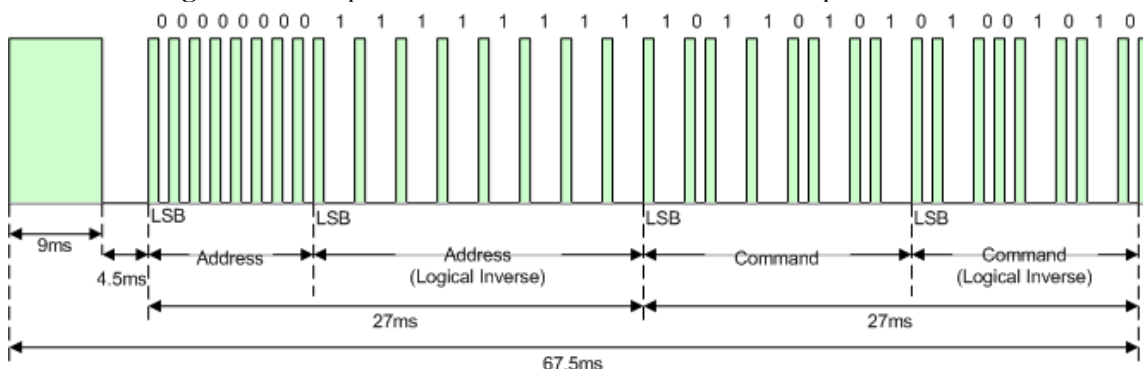 0 0 0 0 0 0 0 0 1 1 1 1 1 1 1 1 1 0 1 1 0 1 0 1 0 1 0 0 1 0 1 0
LSB LSB LSB LSB
9ms 4.5ms Address Address Command Command
(Logical Inverse) (Logical Inverse)
27ms 27ms
67.5ms